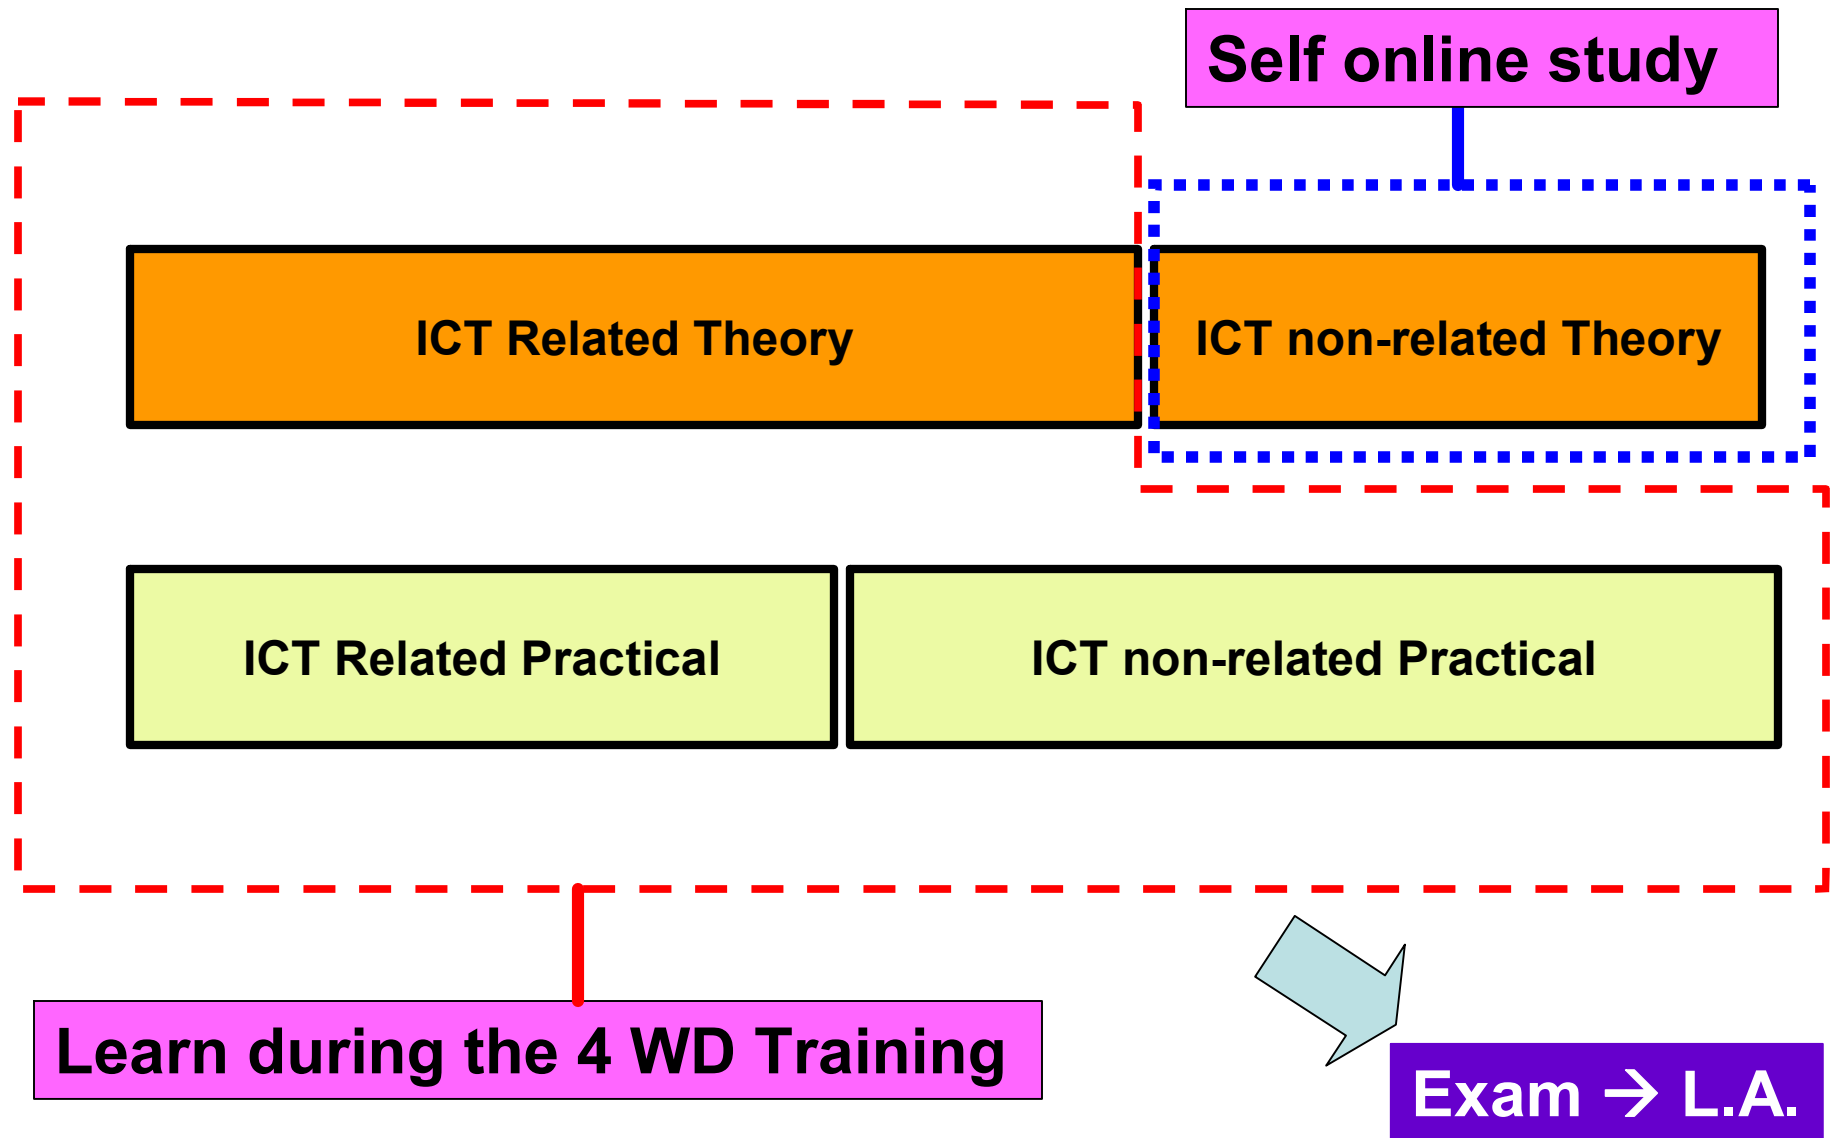 Self online study
ICT Related Theory
ICT non-related Theory
ICT Related Practical
ICT non-related Practical
Learn during the 4 WD Training
Exam → L.A.